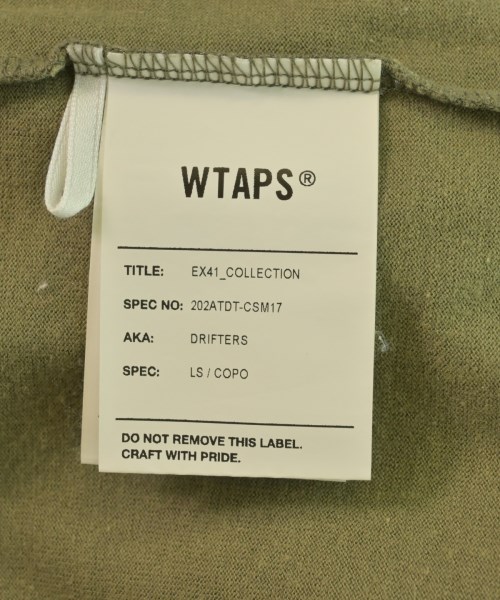 WTAPS®
TITLE: EX41_COLLECTION
SPEC NO: 202ATDT-CSM17
AKA: DRIFTERS
SPEC: LS / COPO
DO NOT REMOVE THIS LABEL.
CRAFT WITH PRIDE.